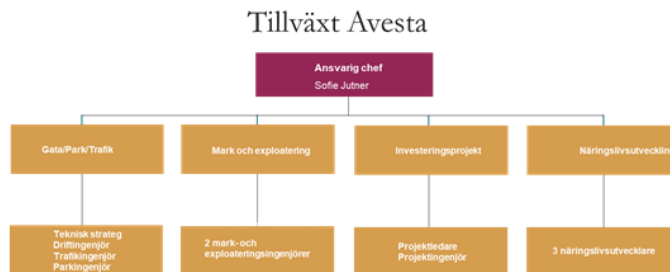 Tillväxt Avesta
Ansvarig chef
Sofie Jutner
Gata/Park/Trafik
Mark och exploatering
Investeringsprojekt
Näringslivsutvecklin
Teknisk strateg
Driftingenjör
Trafikingenjör
Parkingenjör
2 mark- och
exploateringsingenjörer
Projektledare
Projektingenjör
3 näringslivsutvecklare